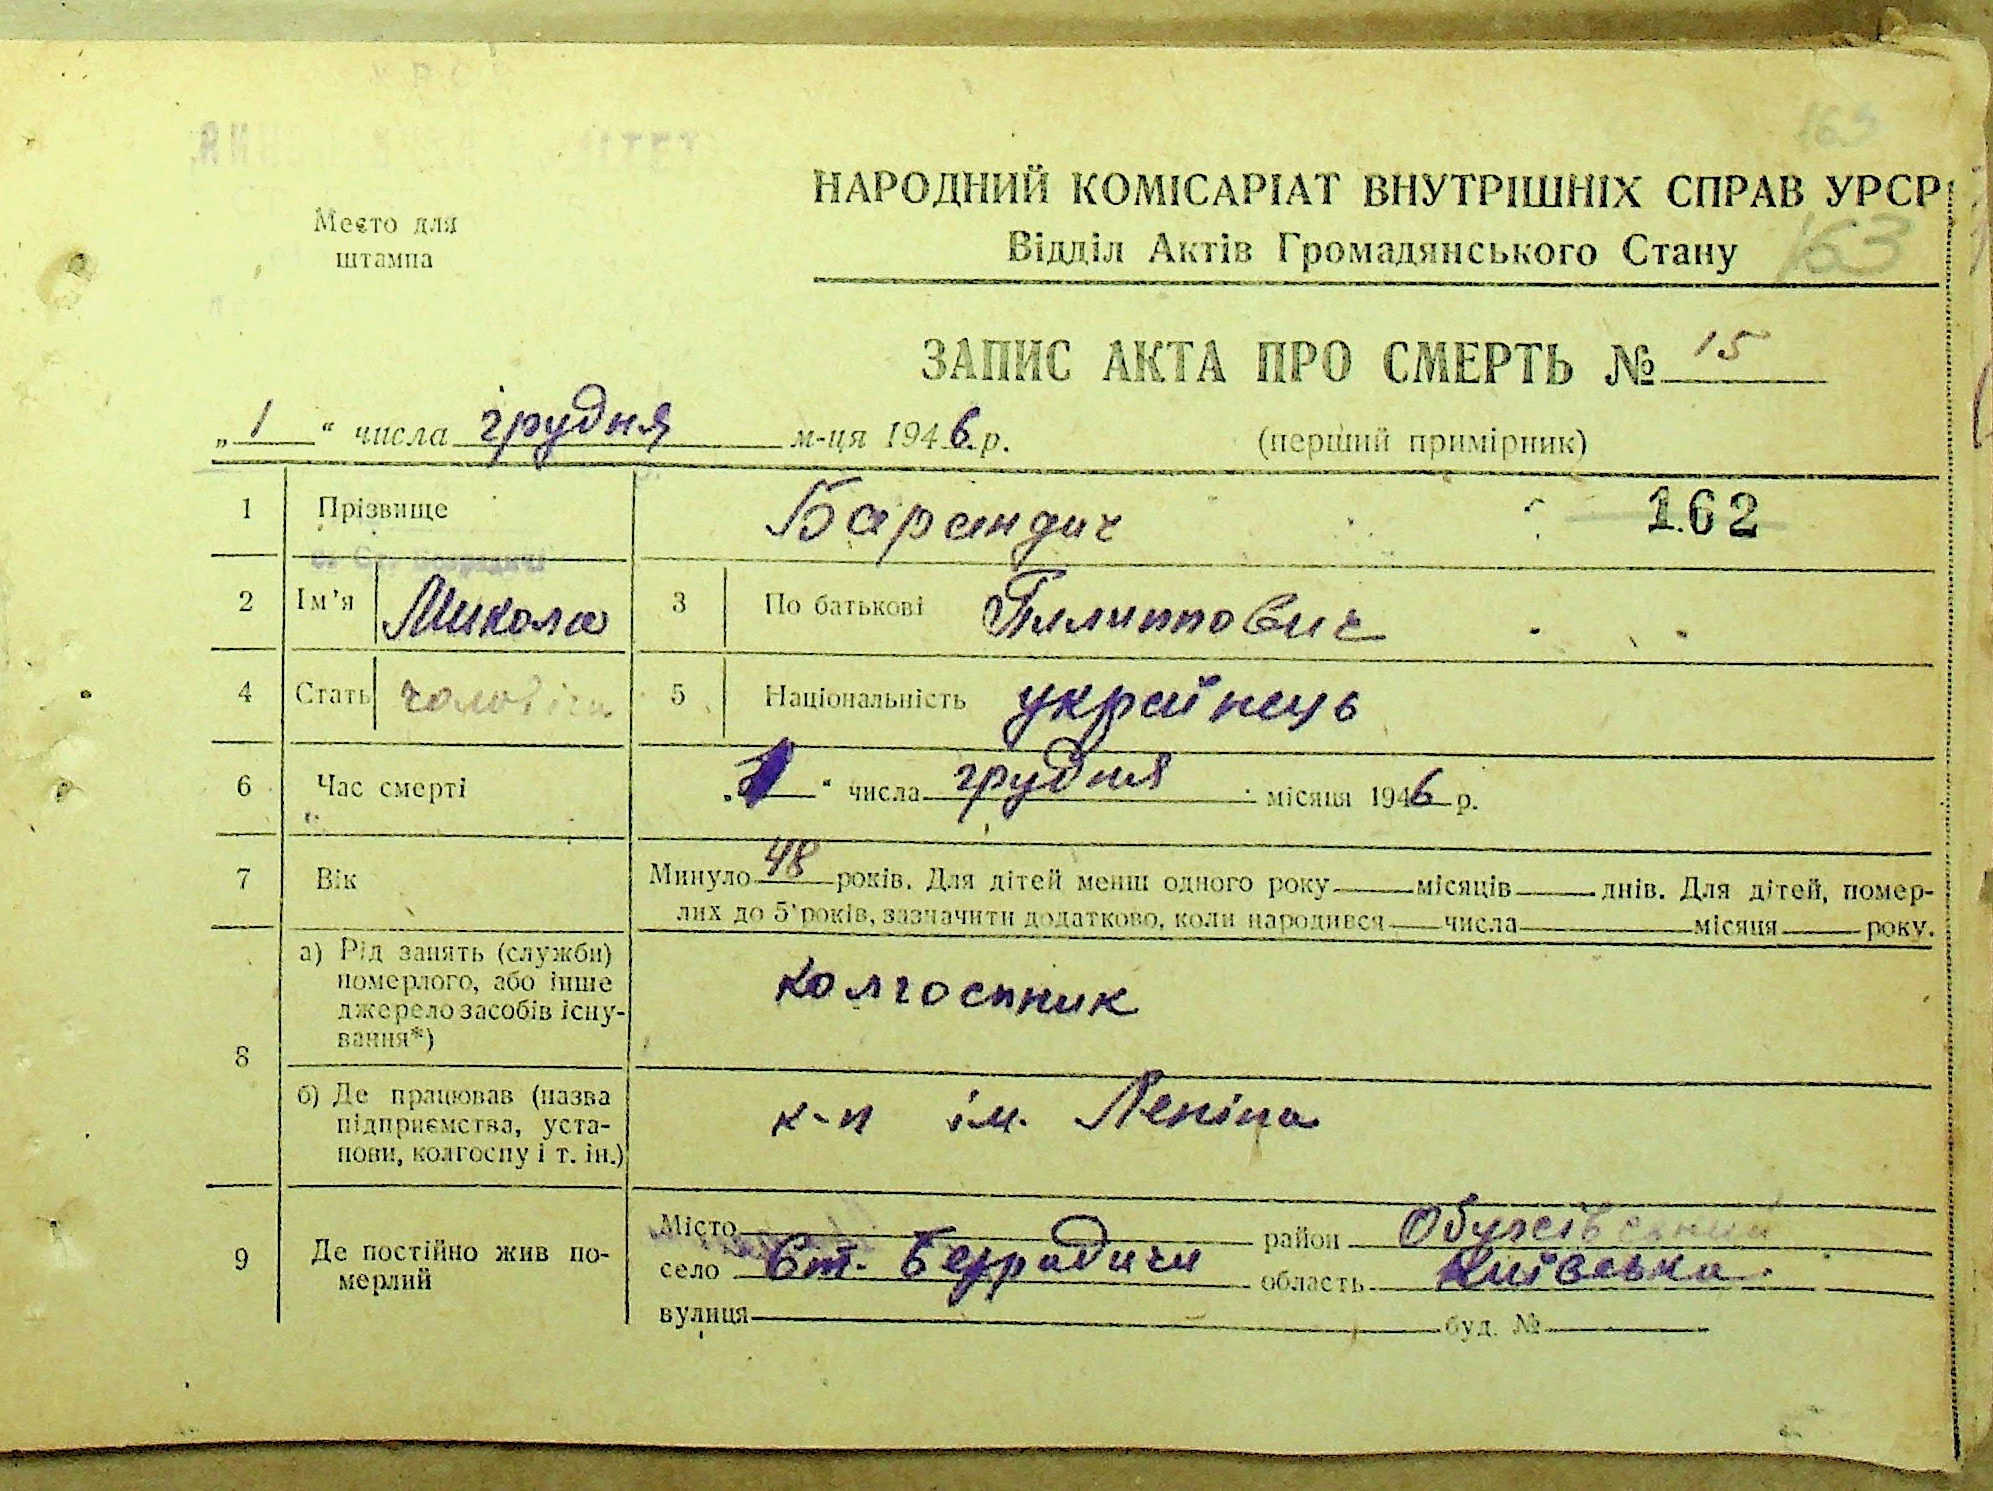 163
НАРОДНИЙ КОМІСАРІАТ ВНУТРІШНІХ СПРАВ УРСР
Место для
штампа
Відділ Актів Громадянського Стану 163
ЗАПИС АКТА ПРО СМЕРТЬ № 15
„1“ числа грудня м-ця 1946 р. (перший примірник)
1 Прізвище Барандич 162
2 Ім'я Микола 3 По батькові Пилиппович
4 Стать чоловіча 5 Національність українець
6 Час смерті „1“ числа грудня місяця 1946 р.
7 Вік Минуло 48 років. Для дітей менш одного року місяців днів. Для дітей, помер-
лих до 5 років, зазначити додатково, коли народився числа місяця року.
8 а) Рід занять (служби)
померлого, або інше
джерело засобів існу-
вання*)
колгоспник
б) Де працював (назва
підприємства, уста-
нови, колгоспу і т. ін.)
к-п ім. Леніна
9 Де постійно жив по-
мерлий
Місто район Обухівський
село Ст. Безрадичи область Київська
вулиця буд. №